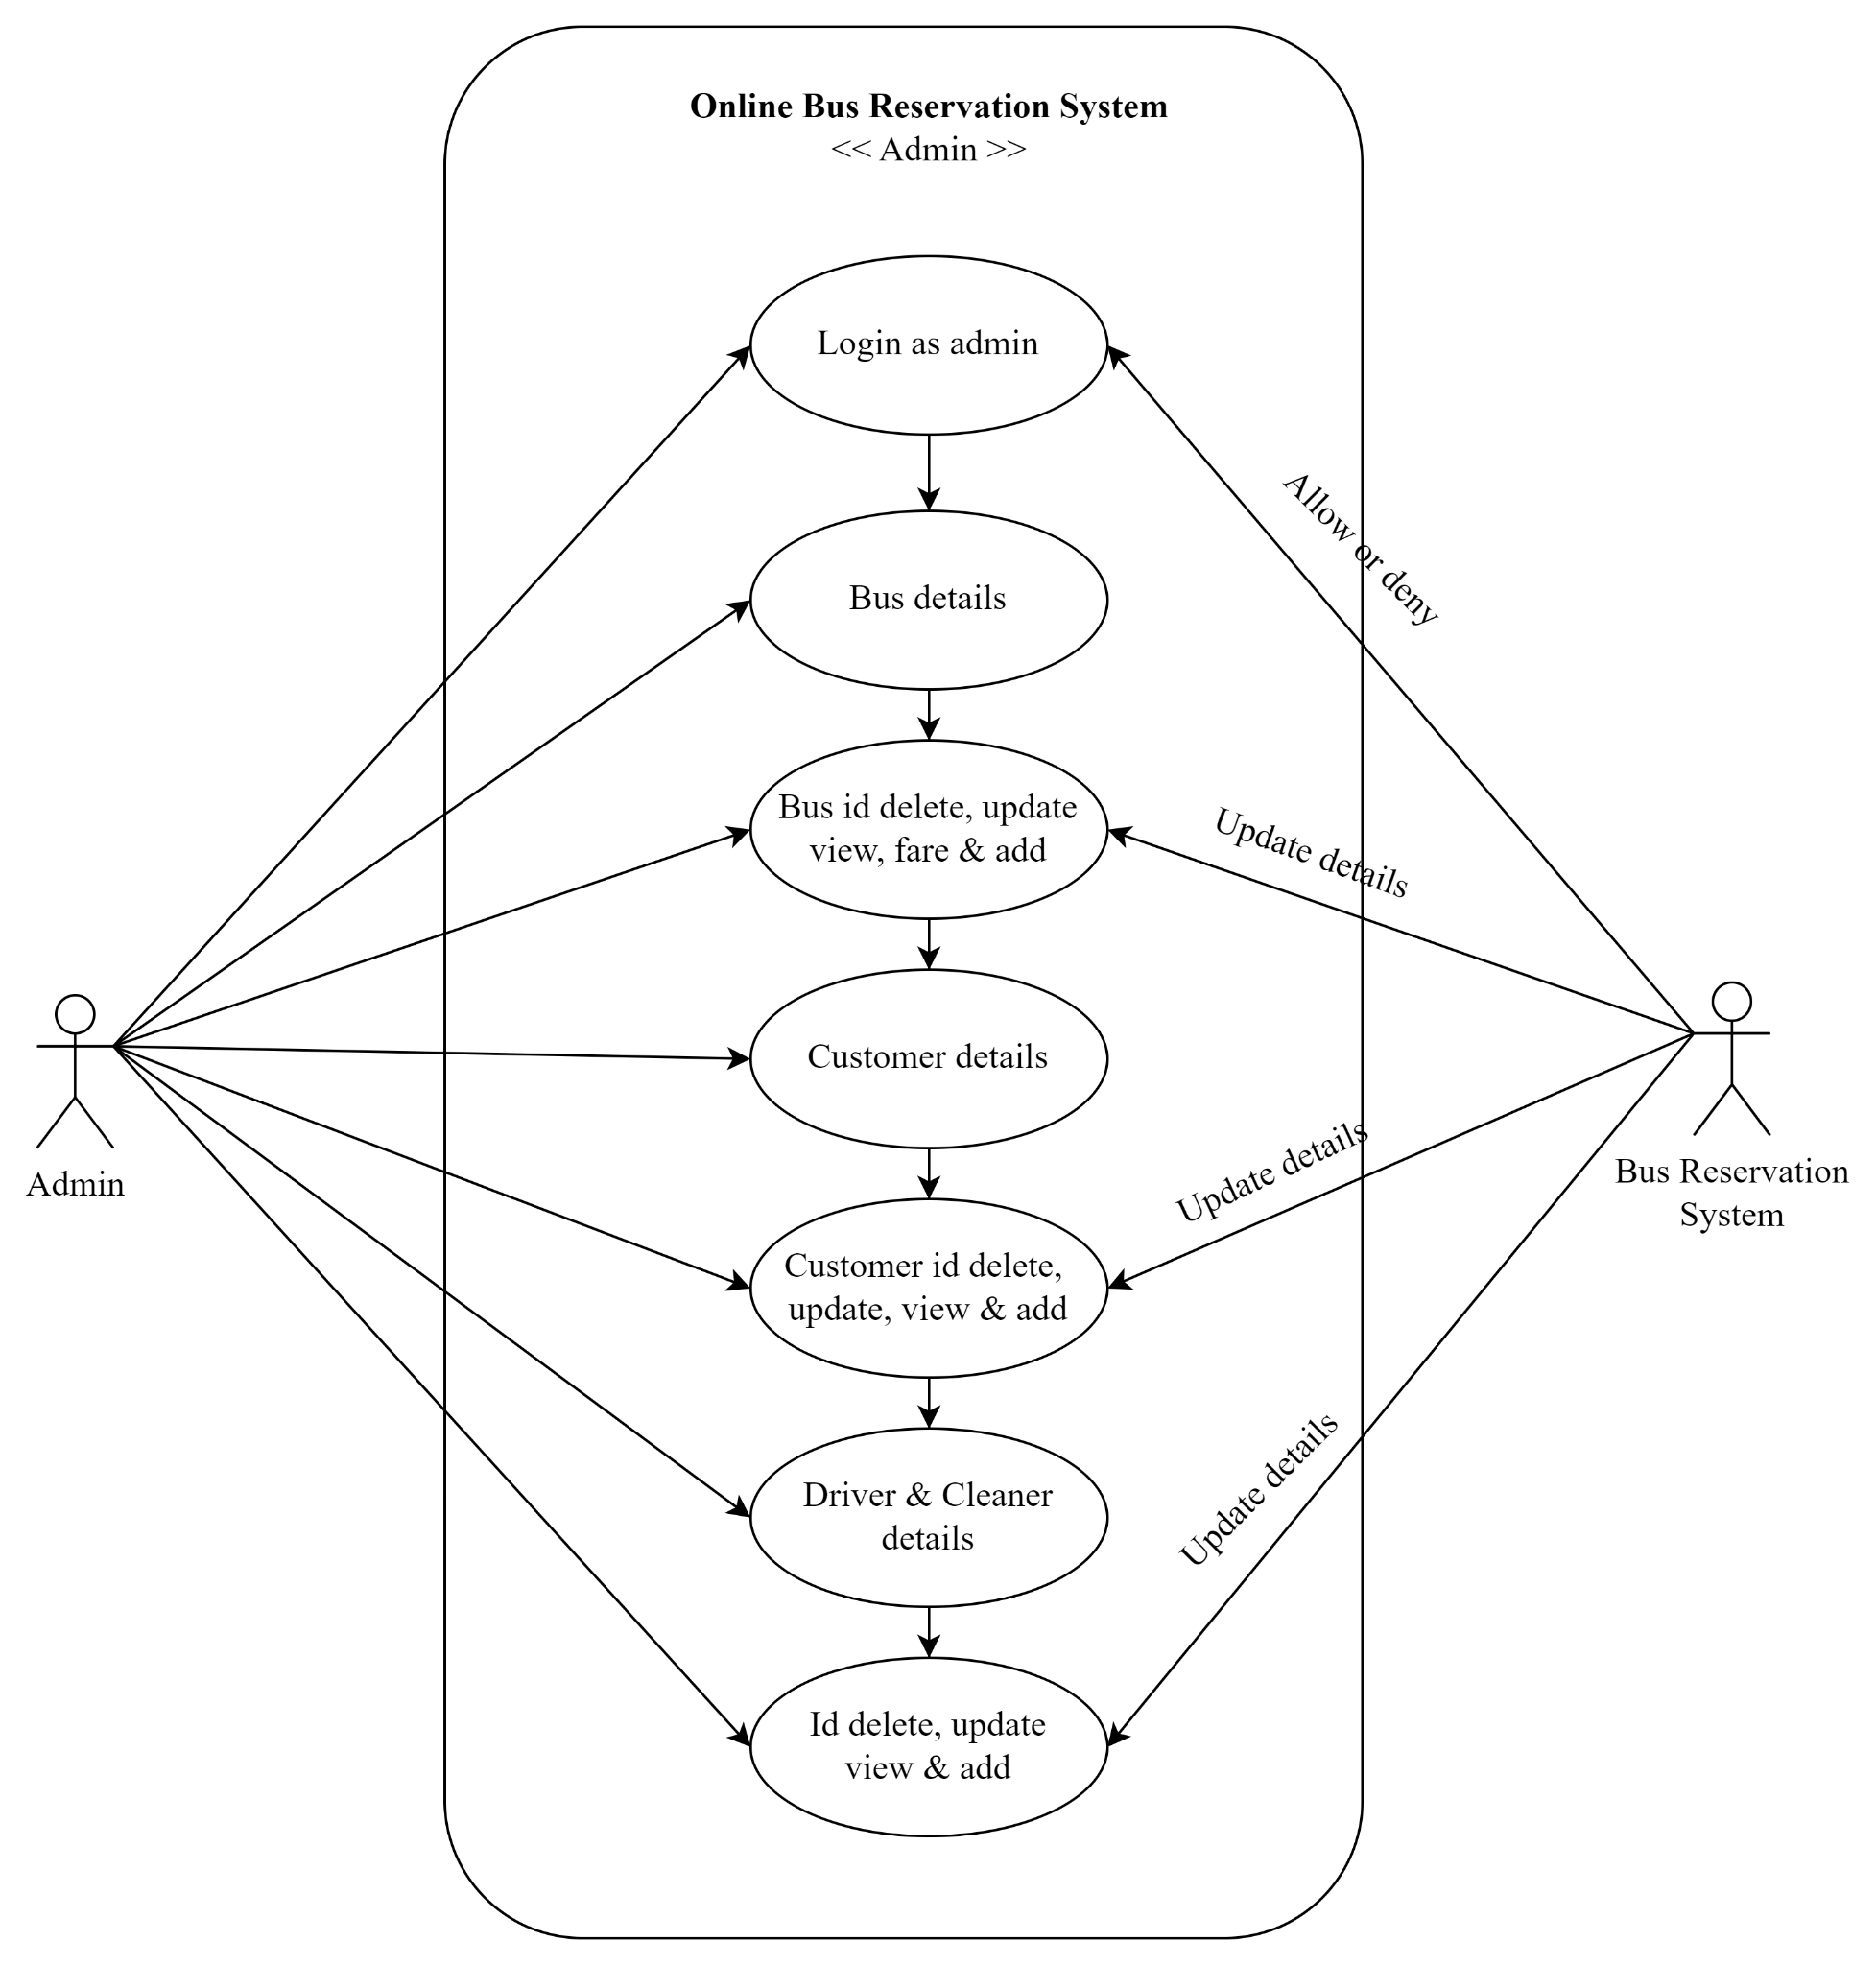 Online Bus Reservation System
<< Admin >>
Login as admin
Allow or deny
Bus details
Bus id delete, update
view, fare & add
Update details
Customer details
Admin
Bus Reservation
System
Update details
Customer id delete,
update, view & add
Driver & Cleaner
details
Update details
Id delete, update
view & add